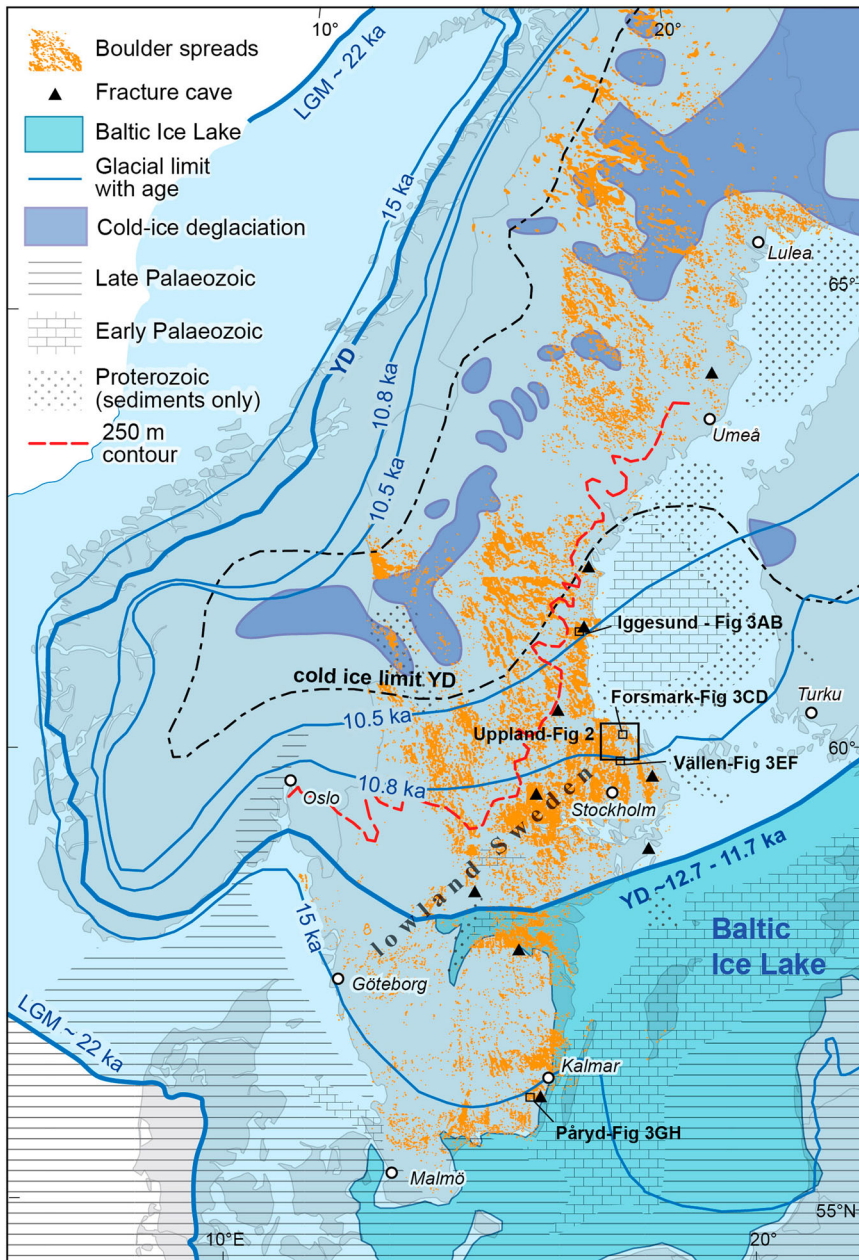 10°
20°
Boulder spreads
Fracture cave
Baltic Ice Lake
Glacial limit
with age
Cold-ice deglaciation
Late Palaeozoic
Early Palaeozoic
Proterozoic
(sediments only)
250 m
contour
LGM ~ 22 ka
15 ka
YD
10.8 ka
10.5 ka
Lulea
65°
Umeå
Iggesund - Fig 3AB
cold ice limit YD
Forsmark-Fig 3CD
Turku
10.5 ka
Uppland-Fig 2
60°
Vällen-Fig 3EF
10.8 ka
Oslo
Stockholm
lowland Sweden
YD ~12.7 - 11.7 ka
15 ka
Baltic
Ice Lake
Göteborg
LGM ~ 22 ka
Kalmar
Påryd-Fig 3GH
Malmö
55°N
10°E
20°